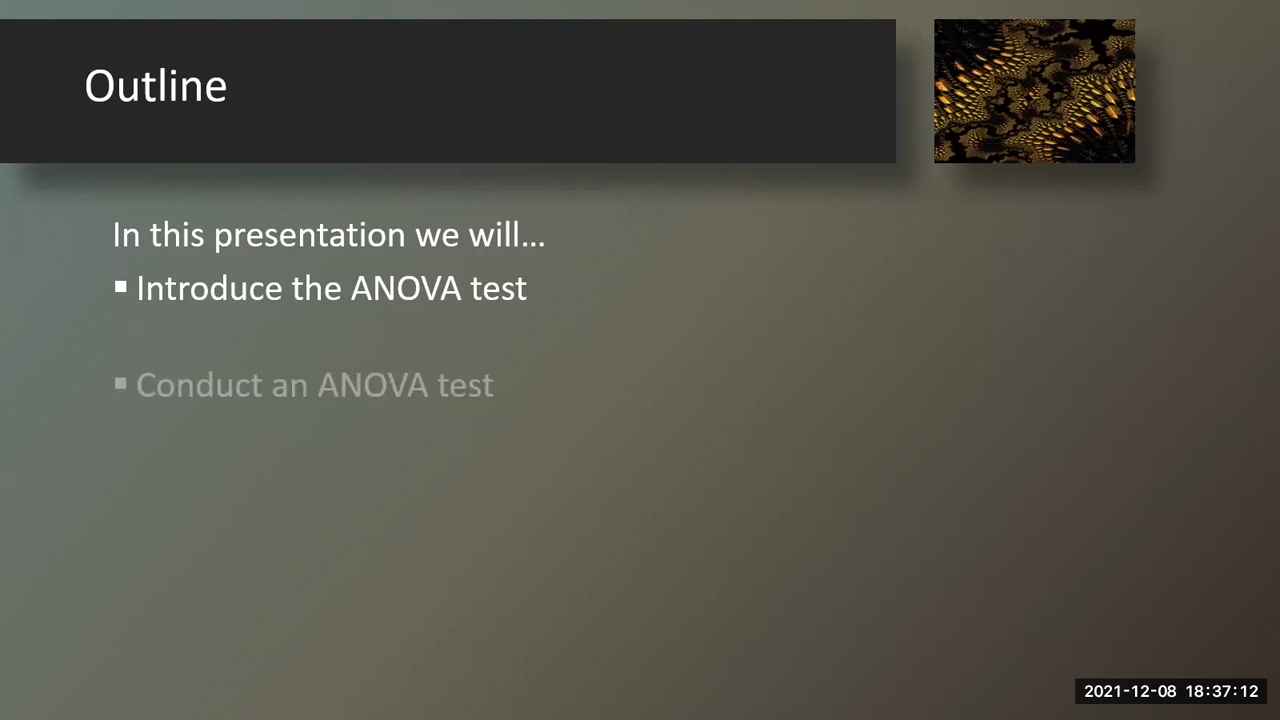 Outline
In this presentation we will…
▪ Introduce the ANOVA test
▪ Conduct an ANOVA test
2021-12-08 18:37:12